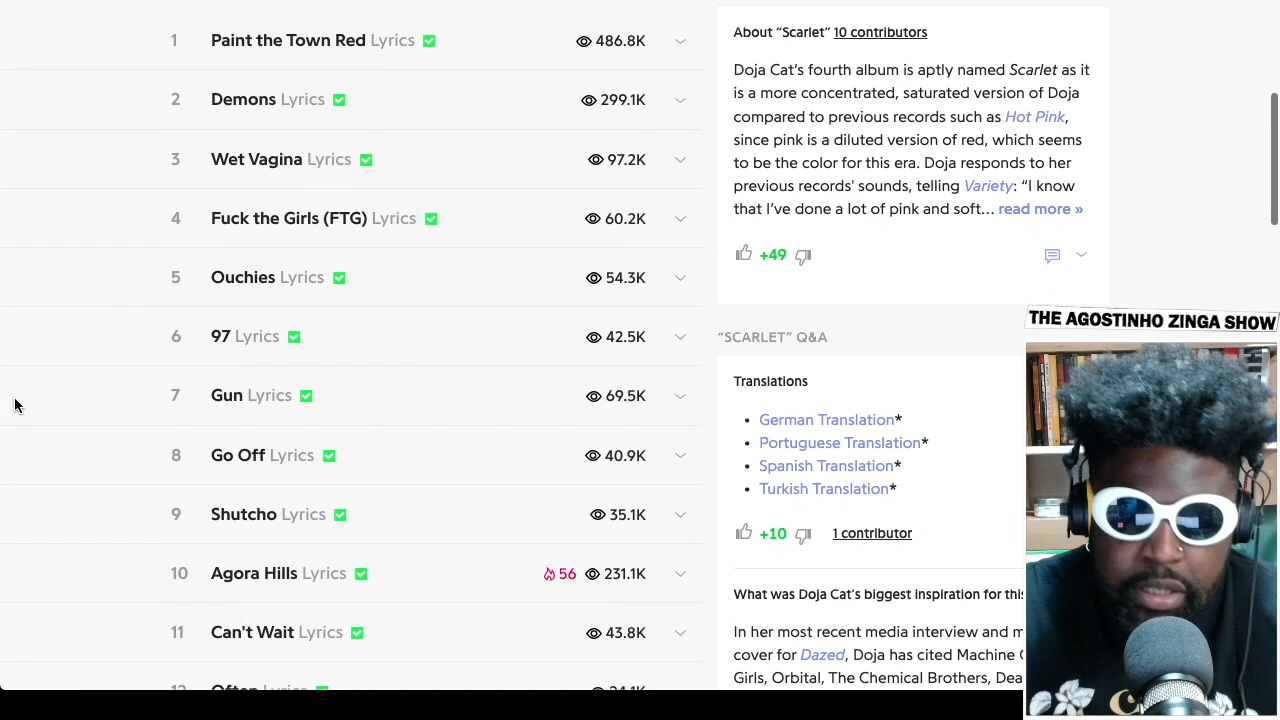 1 Paint the Town Red Lyrics 486.8K
2 Demons Lyrics 299.1K
3 Wet Vagina Lyrics 97.2K
4 Fuck the Girls (FTG) Lyrics 60.2K
5 Ouchies Lyrics 54.3K
6 97 Lyrics 42.5K
7 Gun Lyrics 69.5K
8 Go Off Lyrics 40.9K
9 Shutcho Lyrics 35.1K
10 Agora Hills Lyrics 56 231.1K
11 Can't Wait Lyrics 43.8K
About “Scarlet” 10 contributors
Doja Cat’s fourth album is aptly named Scarlet as it
is a more concentrated, saturated version of Doja
compared to previous records such as Hot Pink,
since pink is a diluted version of red, which seems
to be the color for this era. Doja responds to her
previous records' sounds, telling Variety: “I know
that I’ve done a lot of pink and soft… read more »
+49
“SCARLET” Q&A
Translations
• German Translation*
• Portuguese Translation*
• Spanish Translation*
• Turkish Translation*
+10 1 contributor
What was Doja Cat's biggest inspiration for
In her most recent media interview and
cover for Dazed, Doja has cited Machine
Girls, Orbital, The Chemical Brothers,
THE AGOSTINHO ZINGA SHOW